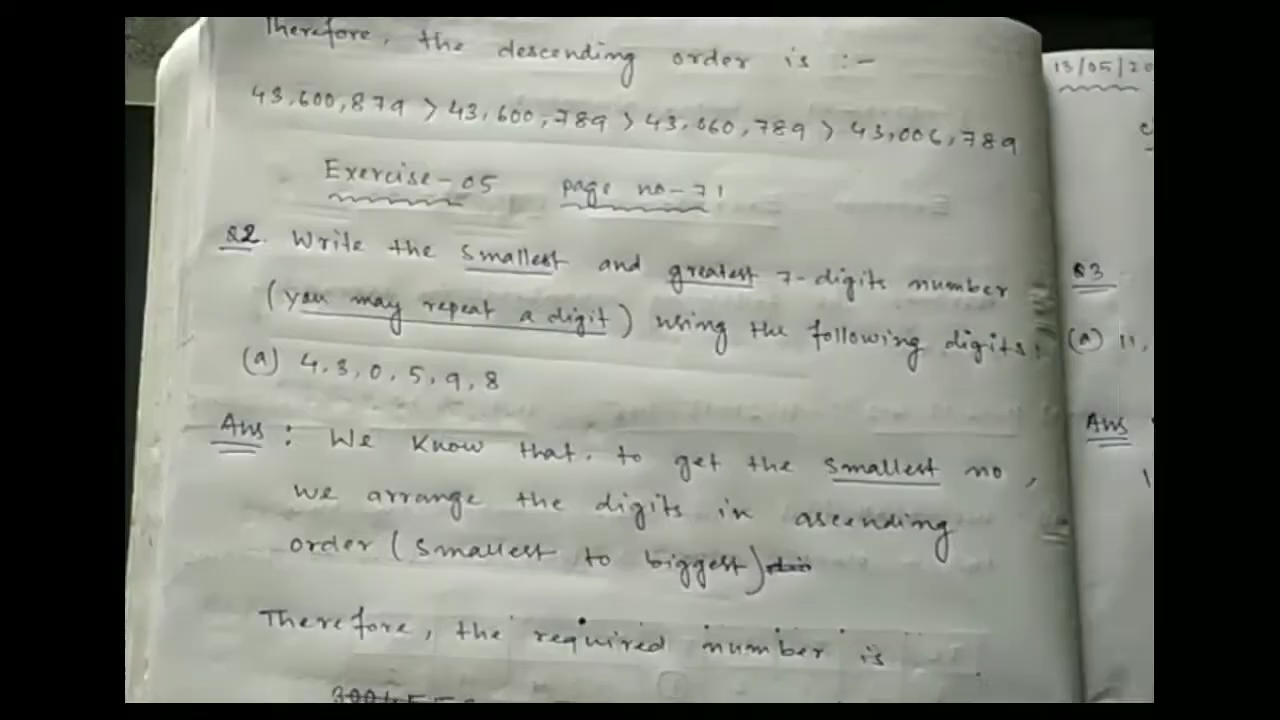 Therefore, the descending order is :-
43,600,879 > 43,600,789 > 43,060,789 > 43,006,789
Exercise-05 page no-71
Q2. Write the smallest and greatest 7-digits number
(you may repeat a digit) using the following digits:
(a) 4, 3, 0, 5, 9, 8
Ans : We know that, to get the smallest no,
we arrange the digits in ascending
order (smallest to biggest)
Therefore, the required number is
13/05/20
Q3
(a) 11,
Ans